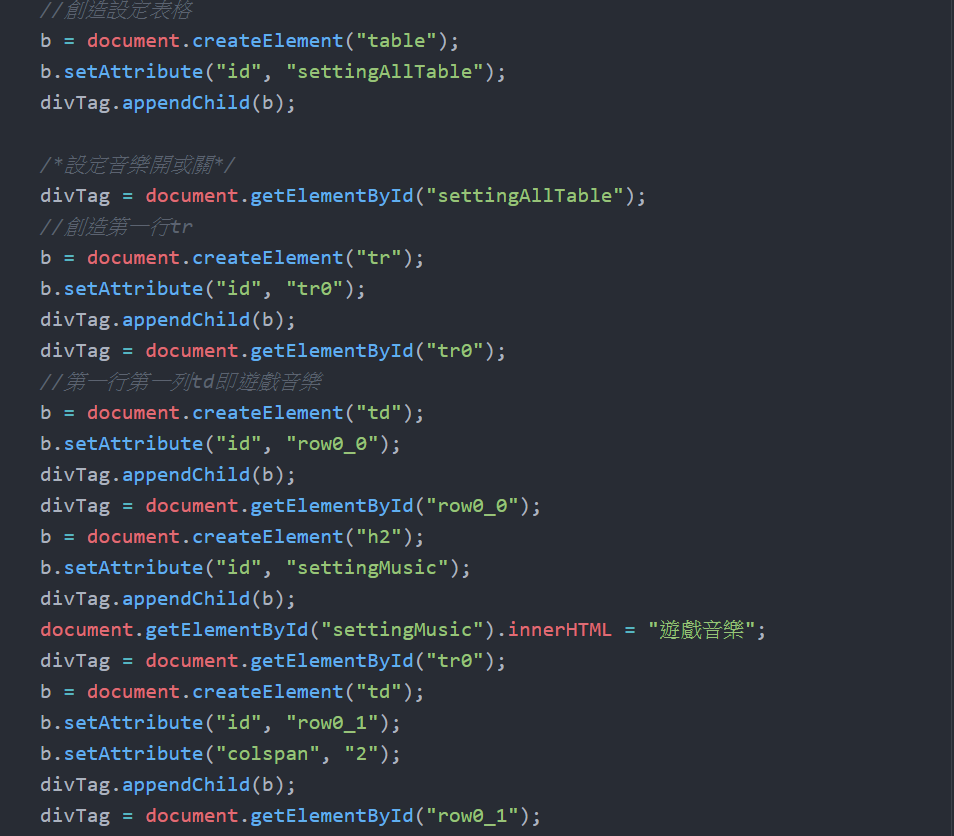 //創造設定表格
b = document.createElement("table");
b.setAttribute("id", "settingAllTable");
divTag.appendChild(b);
/*設定音樂開或關*/
divTag = document.getElementById("settingAllTable");
//創造第一行tr
b = document.createElement("tr");
b.setAttribute("id", "tr0");
divTag.appendChild(b);
divTag = document.getElementById("tr0");
//第一行第一列td即遊戲音樂
b = document.createElement("td");
b.setAttribute("id", "row0_0");
divTag.appendChild(b);
divTag = document.getElementById("row0_0");
b = document.createElement("h2");
b.setAttribute("id", "settingMusic");
divTag.appendChild(b);
document.getElementById("settingMusic").innerHTML = "遊戲音樂";
divTag = document.getElementById("tr0");
b = document.createElement("td");
b.setAttribute("id", "row0_1");
b.setAttribute("colspan", "2");
divTag.appendChild(b);
divTag = document.getElementById("row0_1");